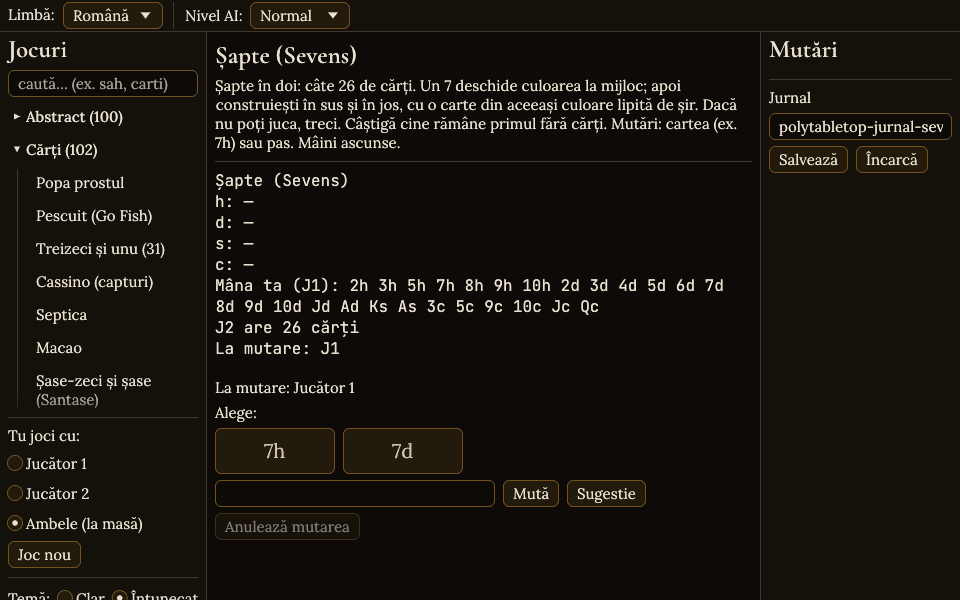 Limbă: Română ▼ Nivel AI: Normal ▼
Jocuri
caută... (ex. sah, carti)
▸ Abstract (100)
▾ Cărți (102)
Popa prostul
Pescuit (Go Fish)
Treizeci și unu (31)
Cassino (capturi)
Septica
Macao
Șase-zeci și șase
(Santase)
Tu joci cu:
Jucător 1
Jucător 2
Ambele (la masă)
Joc nou
Temă: Clar Întunecat
Șapte (Sevens)
Șapte în doi: câte 26 de cărți. Un 7 deschide culoarea la mijloc; apoi
construiești în sus și în jos, cu o carte din aceeași culoare lipită de șir. Dacă
nu poți juca, treci. Câștigă cine rămâne primul fără cărți. Mutări: cartea (ex.
7h) sau pas. Mâini ascunse.
Șapte (Sevens)
h: —
d: —
s: —
c: —
Mâna ta (J1): 2h 3h 5h 7h 8h 9h 10h 2d 3d 4d 5d 6d 7d
8d 9d 10d Jd Ad Ks As 3c 5c 9c 10c Jc Qc
J2 are 26 cărți
La mutare: J1
La mutare: Jucător 1
Alege:
7h 7d
Mută Sugestie
Anulează mutarea
Mutări
Jurnal
polytabletop-jurnal-sev
Salvează Încarcă